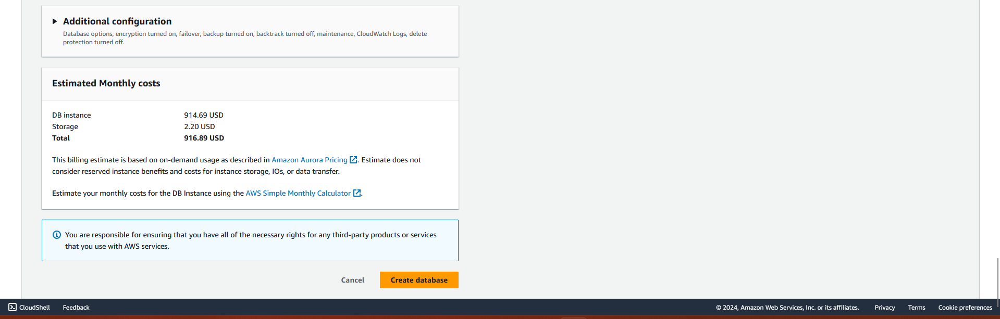 Additional configuration
Database options, encryption turned on, failover, backup turned on, backtrack turned off, maintenance, CloudWatch Logs, delete
protection turned off.
Estimated Monthly costs
DB instance 914.69 USD
Storage 2.20 USD
Total 916.89 USD
This billing estimate is based on on-demand usage as described in Amazon Aurora Pricing. Estimate does not
consider reserved instance benefits and costs for instance storage, IOs, or data transfer.
Estimate your monthly costs for the DB Instance using the AWS Simple Monthly Calculator.
You are responsible for ensuring that you have all of the necessary rights for any third-party products or services
that you use with AWS services.
Cancel Create database
CloudShell Feedback © 2024, Amazon Web Services, Inc. or its affiliates. Privacy Terms Cookie preferences